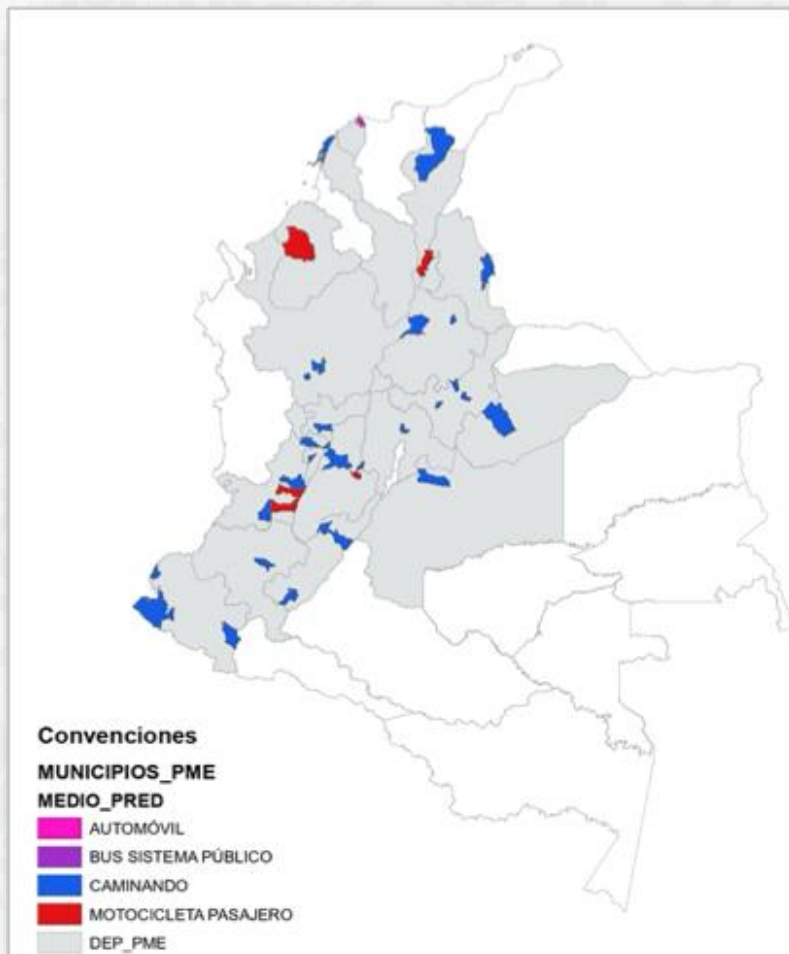 Convenciones
MUNICIPIOS_PME
MEDIO_PRED
AUTOMÓVIL
BUS SISTEMA PÚBLICO
CAMINANDO
MOTOCICLETA PASAJERO
DEP_PME